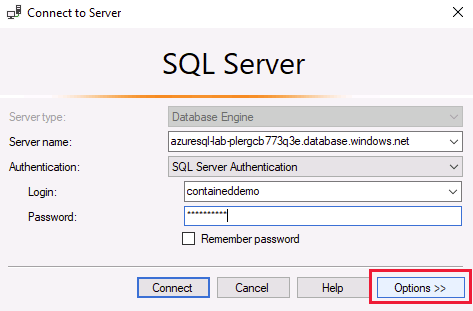 Connect to Server
SQL Server
Server type: Database Engine
Server name: azuresql-lab-plergcb773q3e.database.windows.net
Authentication: SQL Server Authentication
Login: containeddemo
Password: **********
Remember password
Connect Cancel Help Options >>